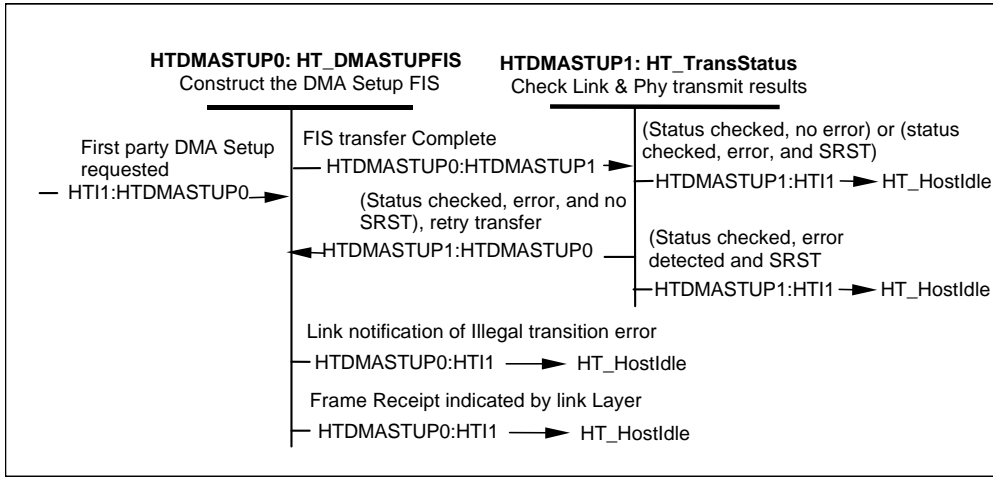 HTDMASTUP0: HT_DMASTUPFIS
Construct the DMA Setup FIS
HTDMASTUP1: HT_TransStatus
Check Link & Phy transmit results
First party DMA Setup
requested
HTI1:HTDMASTUP0
FIS transfer Complete
HTDMASTUP0:HTDMASTUP1
(Status checked, error, and no
SRST), retry transfer
HTDMASTUP1:HTDMASTUP0
(Status checked, no error) or (status
checked, error, and SRST)
HTDMASTUP1:HTI1 HT_HostIdle
(Status checked, error
detected and SRST
HTDMASTUP1:HTI1 HT_HostIdle
Link notification of Illegal transition error
HTDMASTUP0:HTI1 HT_HostIdle
Frame Receipt indicated by link Layer
HTDMASTUP0:HTI1 HT_HostIdle